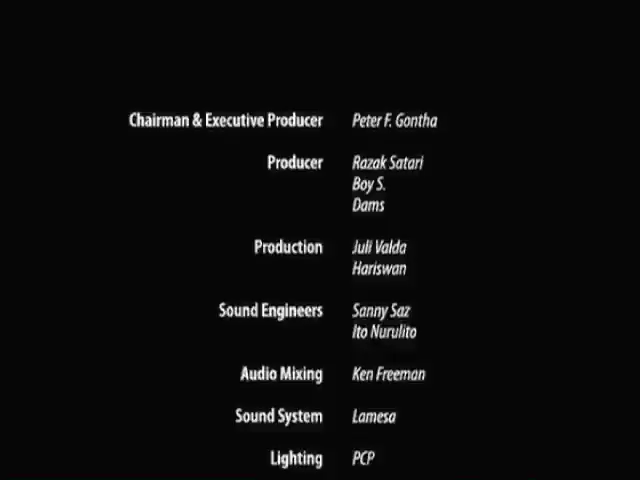 Chairman & Executive Producer Peter F. Gontha
Producer Razak Satari
Boy S.
Dams
Production Juli Valda
Hariswan
Sound Engineers Sanny Saz
Ito Nurulito
Audio Mixing Ken Freeman
Sound System Lamesa
Lighting PCP